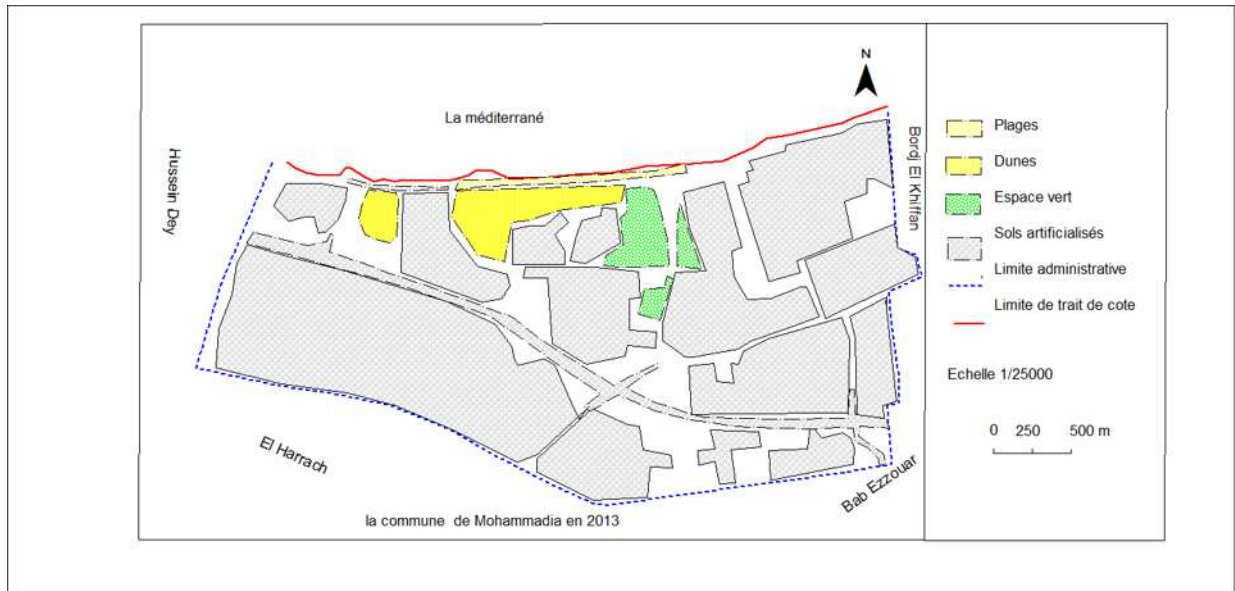 N
La méditerrané
Hussein Dey
Bordj El Khiffan
El Harrach
Bab Ezzouar
la commune de Mohammadia en 2013
Plages
Dunes
Espace vert
Sols artificialisés
Limite administrative
Limite de trait de cote
Echelle 1/25000
0 250 500 m